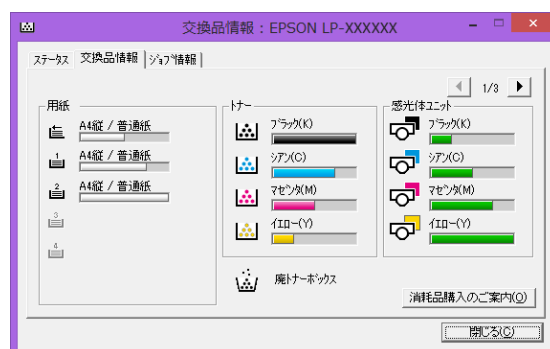 交換品情報：EPSON LP-XXXXXX
ステータス 交換品情報 ジョブ情報
1/3
用紙
A4縦 / 普通紙
1
A4縦 / 普通紙
2
A4縦 / 普通紙
3
4
トナー
ブラック(K)
シアン(C)
マゼンタ(M)
イエロー(Y)
廃トナーボックス
感光体ユニット
ブラック(K)
シアン(C)
マゼンタ(M)
イエロー(Y)
消耗品購入のご案内(O)
閉じる(C)